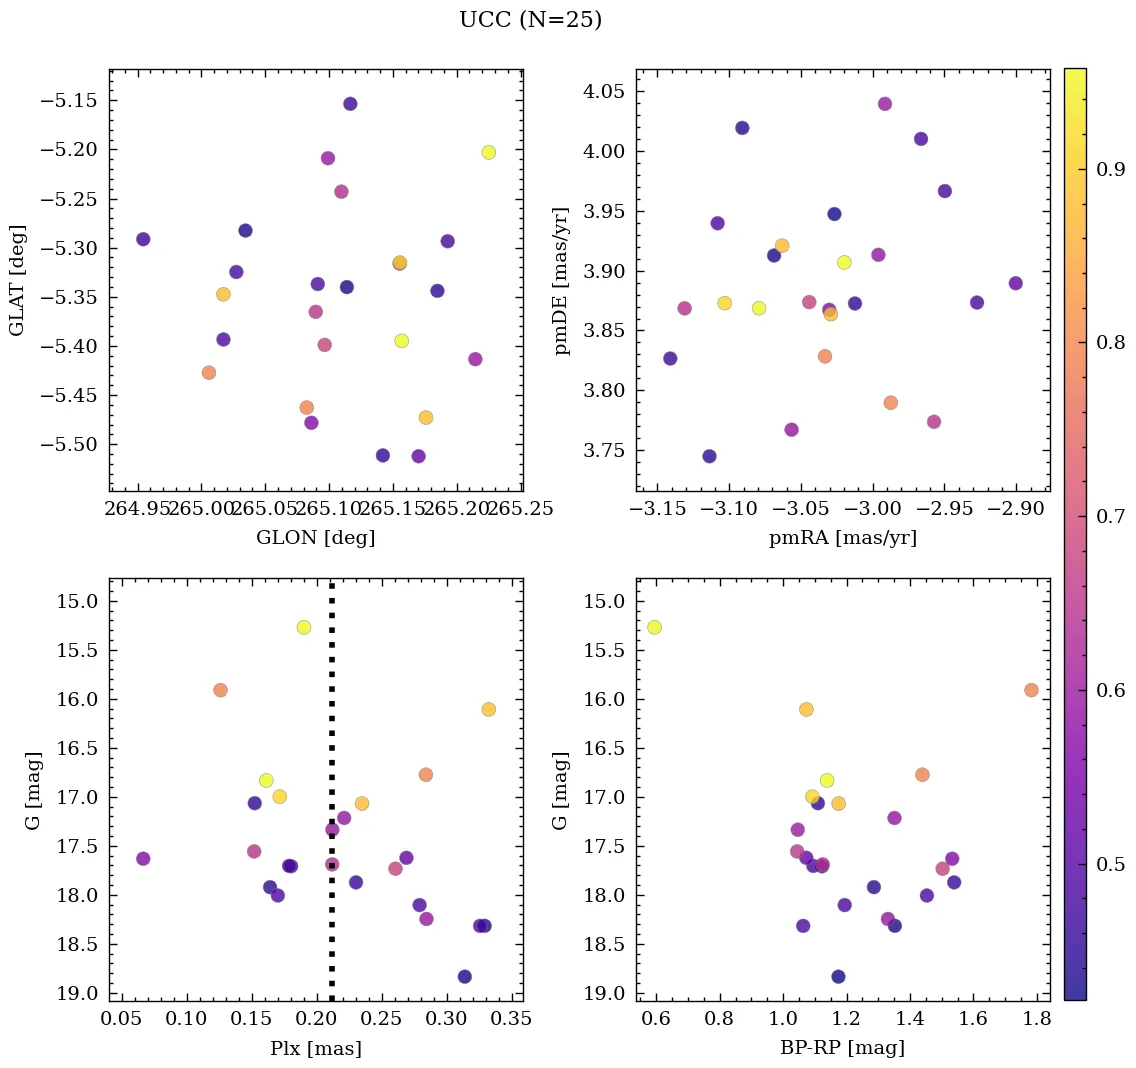 UCC (N=25)
−5.15
−5.20
−5.25
−5.30
−5.35
−5.40
−5.45
−5.50
GLAT [deg]
264.95 265.00 265.05 265.10 265.15 265.20 265.25
GLON [deg]
4.05
4.00
3.95
3.90
3.85
3.80
3.75
pmDE [mas/yr]
−3.15 −3.10 −3.05 −3.00 −2.95 −2.90
pmRA [mas/yr]
15.0
15.5
16.0
16.5
17.0
17.5
18.0
18.5
19.0
G [mag]
0.05 0.10 0.15 0.20 0.25 0.30 0.35
Plx [mas]
15.0
15.5
16.0
16.5
17.0
17.5
18.0
18.5
19.0
G [mag]
0.6 0.8 1.0 1.2 1.4 1.6 1.8
BP-RP [mag]
0.9
0.8
0.7
0.6
0.5